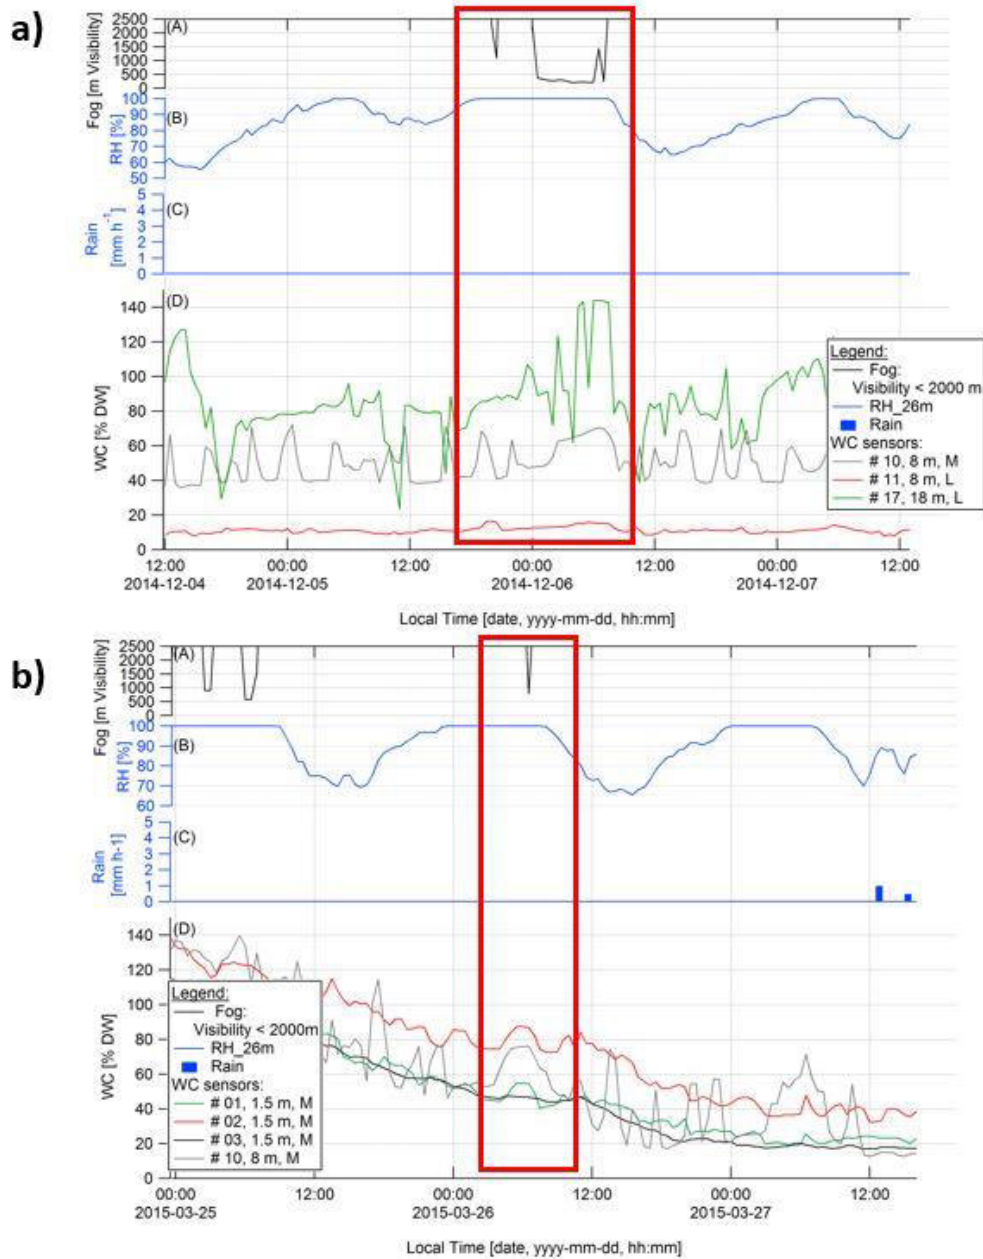 a)
Fog [m Visibility]
2500
2000
1500
1000
500
0
(A)
RH [%]
100
90
80
70
60
50
(B)
Rain
[mm h-1]
5
4
3
2
1
0
(C)
WC [% DW]
140
120
100
80
60
40
20
0
(D)
Legend:
Fog:
Visibility < 2000 m
RH_26m
Rain
WC sensors:
# 10, 8 m, M
# 11, 8 m, L
# 17, 18 m, L
12:00 00:00 12:00 00:00 12:00 00:00 12:00
2014-12-04 2014-12-05 2014-12-06 2014-12-07
Local Time [date, yyyy-mm-dd, hh:mm]
b)
Fog [m Visibility]
2500
2000
1500
1000
500
0
(A)
RH [%]
100
90
80
70
60
(B)
Rain
[mm h-1]
5
4
3
2
1
0
(C)
WC [% DW]
140
120
100
80
60
40
20
0
(D)
Legend:
Fog:
Visibility < 2000m
RH_26m
Rain
WC sensors:
# 01, 1.5 m, M
# 02, 1.5 m, M
# 03, 1.5 m, M
# 10, 8 m, M
00:00 12:00 00:00 12:00 00:00 12:00
2015-03-25 2015-03-26 2015-03-27
Local Time [date, yyyy-mm-dd, hh:mm]